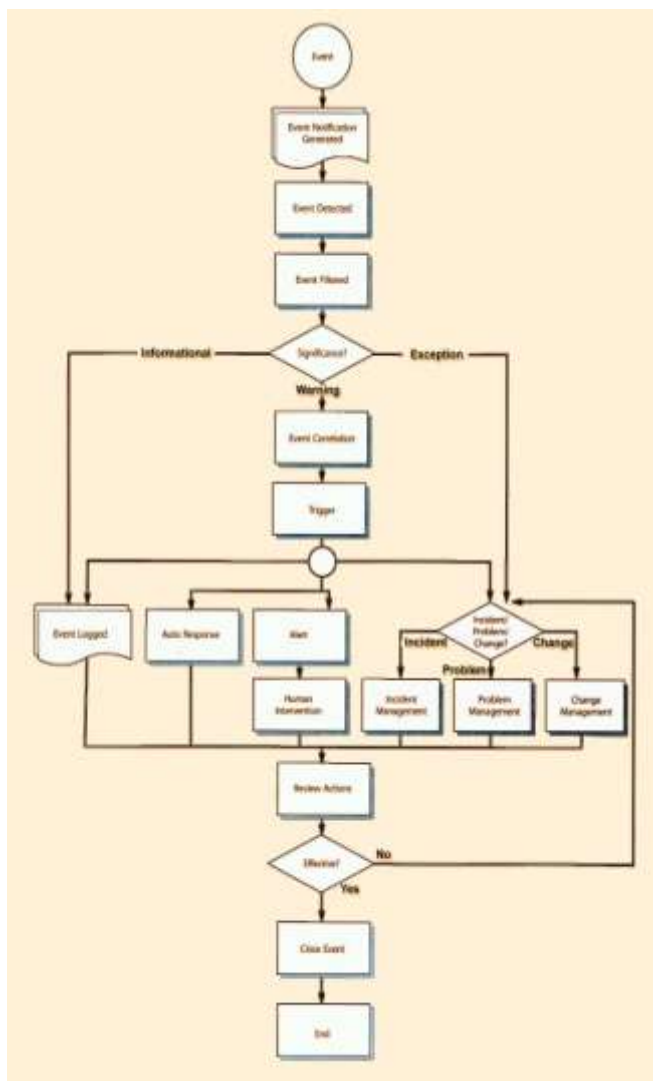 Event
Event Notification
Generated
Event Detected
Event Filtered
Informational
Significance?
Exception
Warning
Event Correlation
Trigger
Event Logged
Auto Response
Alert
Incident/
Problem/
Change?
Incident
Change
Problem
Human
Intervention
Incident
Management
Problem
Management
Change
Management
Review Actions
Effective?
No
Yes
Close Event
End